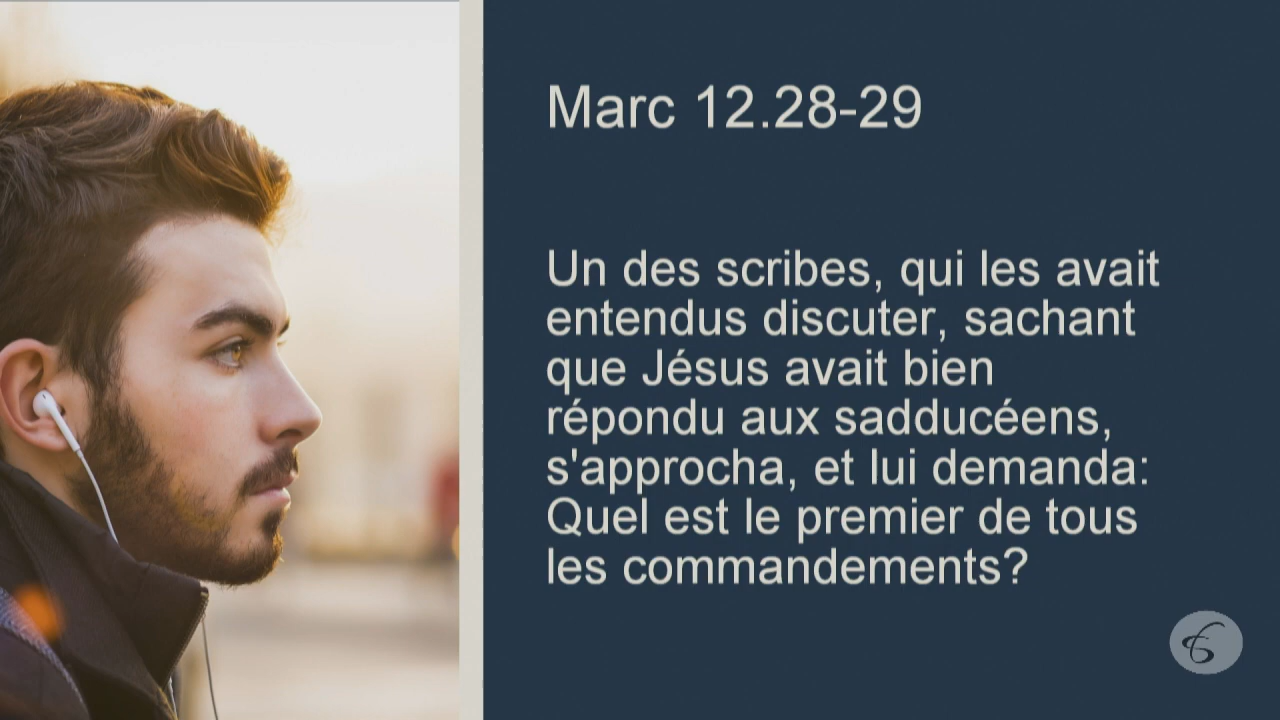 Marc 12.28-29
Un des scribes, qui les avait
entendus discuter, sachant
que Jésus avait bien
répondu aux sadducéens,
s'approcha, et lui demanda:
Quel est le premier de tous
les commandements?